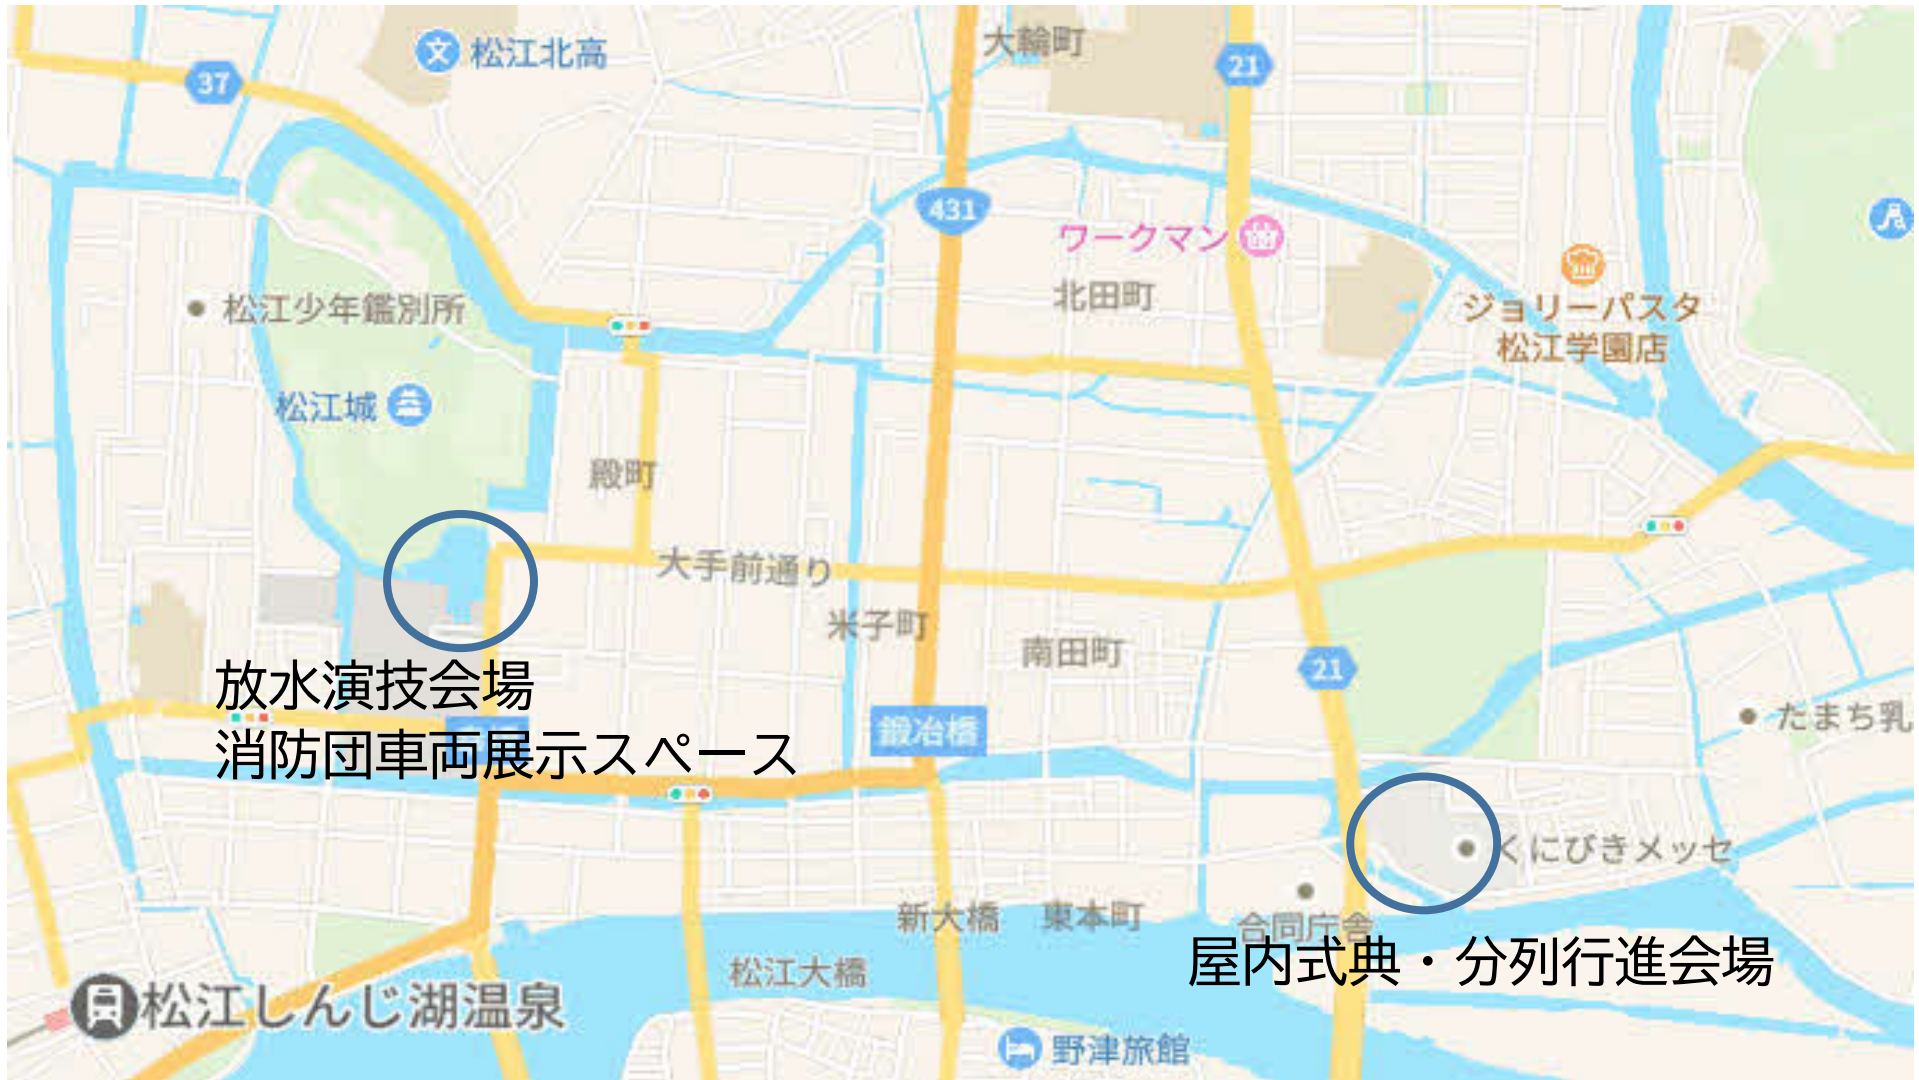 松江北高
大輪町
37
21
431
ワークマン
北田町
ジョリーパスタ
松江学園店
松江少年鑑別所
松江城
殿町
大手前通り
米子町
南田町
21
放水演技会場
消防団車両展示スペース
鍛冶橋
たまち乳
くにびきメッセ
新大橋
東本町
合同庁舎
屋内式典・分列行進会場
松江大橋
松江しんじ湖温泉
野津旅館